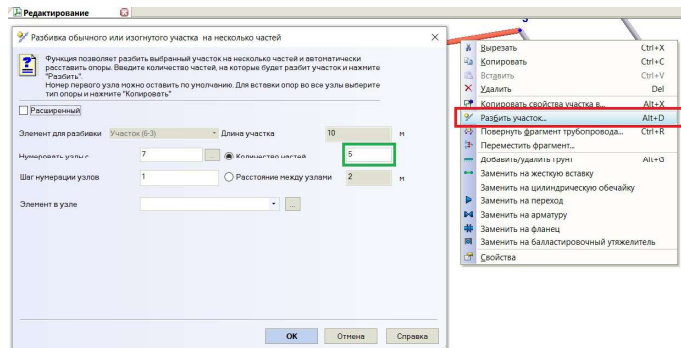 Редактирование
Разбивка обычного или изогнутого участка на несколько частей
Функция позволяет разбить выбранный участок на несколько частей и автоматически
расставить опоры. Введите количество частей, на которые будет разбит участок и нажмите
"Разбить".
Номер первого узла можно оставить по умолчанию. Для вставки опор во все узлы выберите
тип опоры и нажмите "Копировать"
Расширенный
Элемент для разбивки Участок (6-3) Длина участка 10 м
Нумеровать узлы с 7 ... Количество частей 5
Шаг нумерации узлов 1 Расстояние между узлами 2 м
Элемент в узле ...
ОК Отмена Справка
Вырезать Ctrl+X
Копировать Ctrl+C
Вставить Ctrl+V
Удалить Del
Копировать свойства участка в... Alt+X
Разбить участок... Alt+D
Повернуть фрагмент трубопровода... Ctrl+R
Переместить фрагмент...
Добавить/удалить грунт Alt+G
Заменить на жесткую вставку
Заменить на цилиндрическую обечайку
Заменить на переход
Заменить на арматуру
Заменить на фланец
Заменить на балластировочный утяжелитель
Свойства